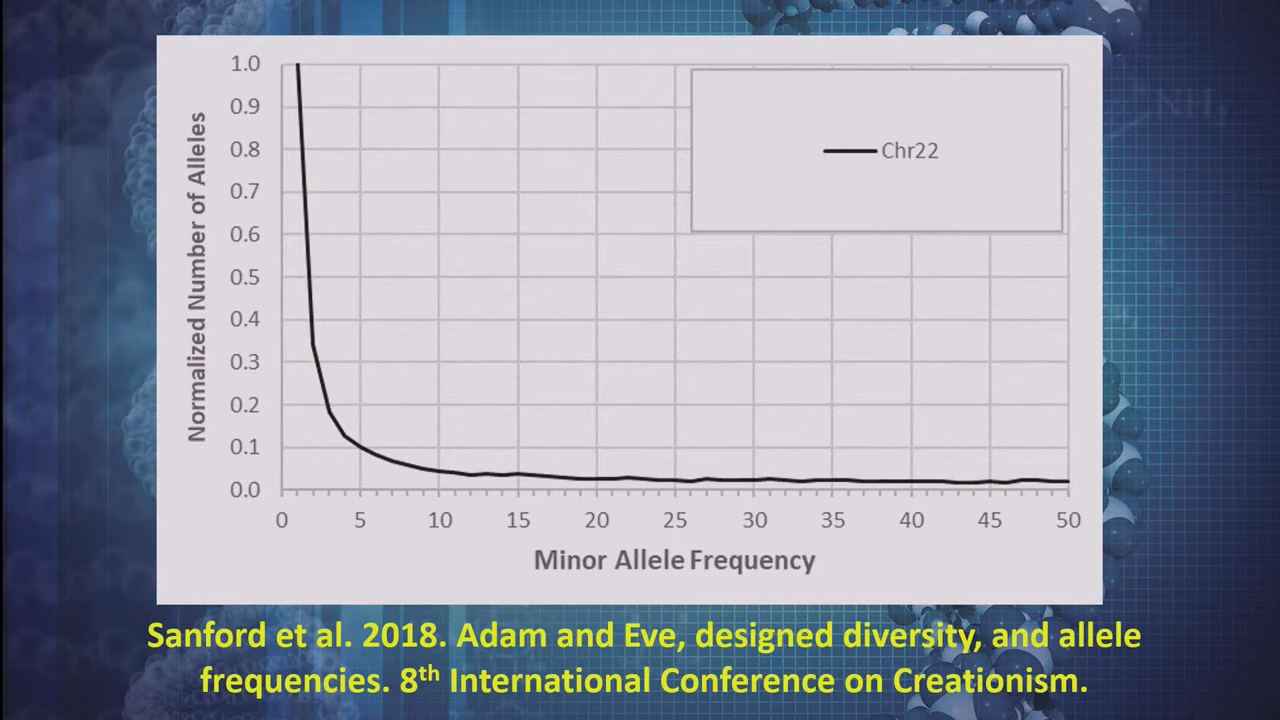 1.0
0.9
0.8
0.7
0.6
0.5
0.4
0.3
0.2
0.1
0.0
Normalized Number of Alleles
Chr22
0 5 10 15 20 25 30 35 40 45 50
Minor Allele Frequency
NH₃
Sanford et al. 2018. Adam and Eve, designed diversity, and allele
frequencies. 8th International Conference on Creationism.